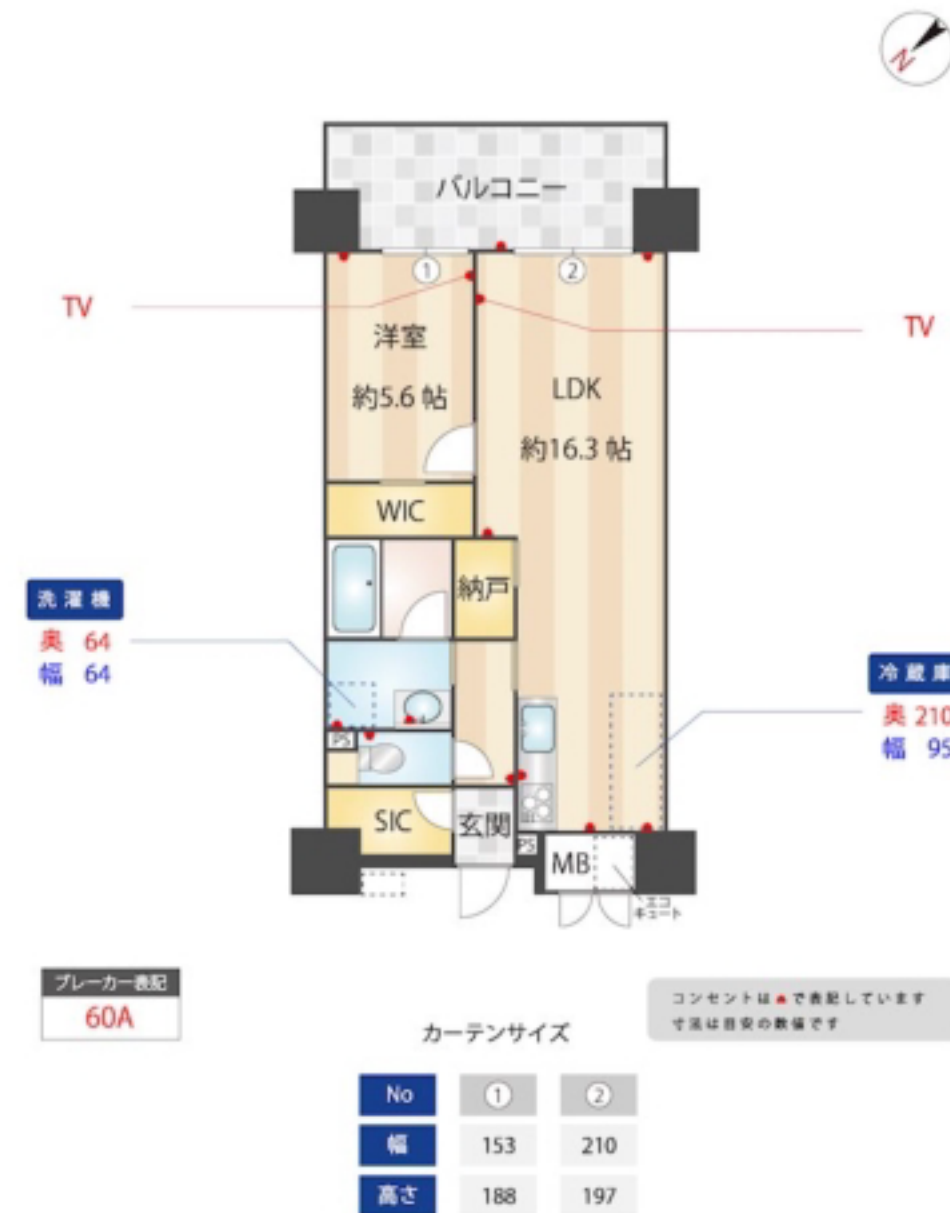 N
バルコニー
①
②
TV
TV
洋室
約5.6 帖
LDK
約16.3 帖
WIC
納戸
洗濯機
奥 64
幅 64
冷蔵庫
奥 210
幅 95
PS
SIC
玄関
PS
MB
エコ
キュート
ブレーカー表記
60A
コンセントは▲で表記しています
寸法は目安の数値です
カーテンサイズ
No ① ②
幅 153 210
高さ 188 197